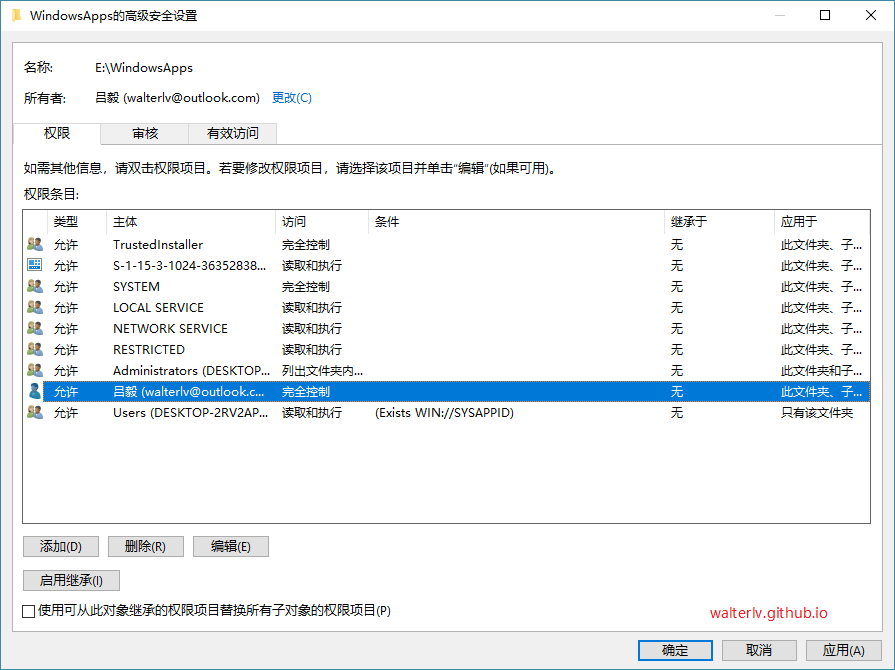 WindowsApps的高级安全设置
名称: E:\WindowsApps
所有者: 吕毅 (walterlv@outlook.com) 更改(C)
权限 审核 有效访问
如需其他信息，请双击权限项目。若要修改权限项目，请选择该项目并单击"编辑"(如果可用)。
权限条目:
类型 主体 访问 条件 继承于 应用于
允许 TrustedInstaller 完全控制 无 此文件夹、子...
允许 S-1-15-3-1024-36352838... 读取和执行 无 此文件夹、子...
允许 SYSTEM 完全控制 无 此文件夹、子...
允许 LOCAL SERVICE 读取和执行 无 此文件夹、子...
允许 NETWORK SERVICE 读取和执行 无 此文件夹、子...
允许 RESTRICTED 读取和执行 无 此文件夹、子...
允许 Administrators (DESKTOP... 列出文件夹内... 无 此文件夹和子...
允许 吕毅 (walterlv@outlook.c... 完全控制 无 此文件夹、子...
允许 Users (DESKTOP-2RV2AP... 读取和执行 (Exists WIN://SYSAPPID) 无 只有该文件夹
添加(D) 删除(R) 编辑(E)
启用继承(I)
使用可从此对象继承的权限项目替换所有子对象的权限项目(P)
walterlv.github.io
确定 取消 应用(A)